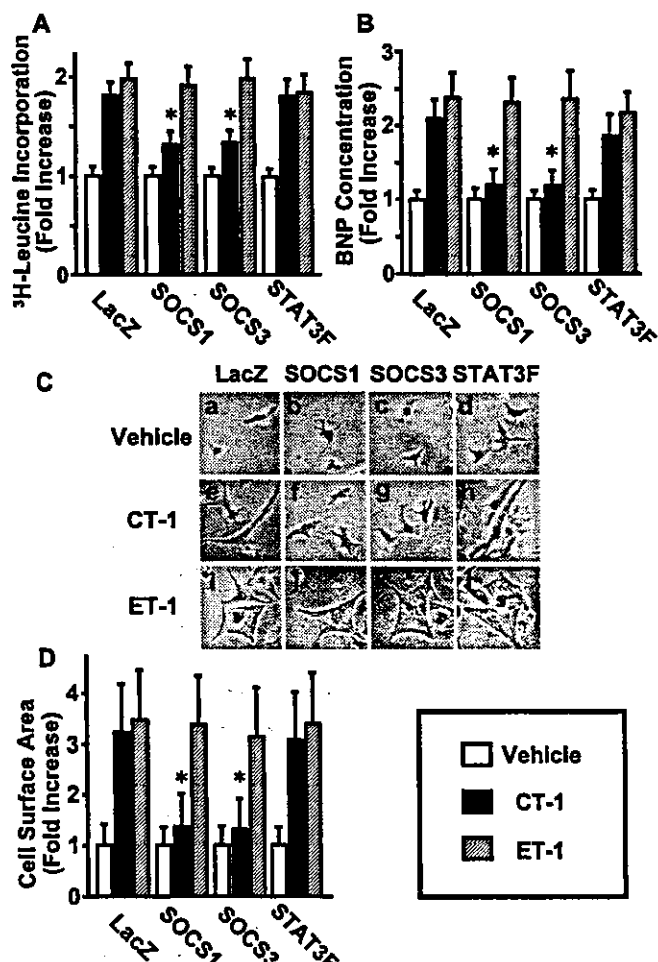 A
³H-Leucine Incorporation
(Fold Increase)
2
1
0
LacZ
SOCS1
SOCS3
STAT3F
*
*
B
BNP Concentration
(Fold Increase)
3
2
1
0
LacZ
SOCS1
SOCS3
STAT3F
*
*
C
LacZ SOCS1 SOCS3 STAT3F
Vehicle
a b c d
CT-1
e f g h
ET-1
i j
D
Cell Surface Area
(Fold Increase)
4
3
1
0
LacZ
SOCS1
SOCS3
STAT3F
*
*
Vehicle
CT-1
ET-1